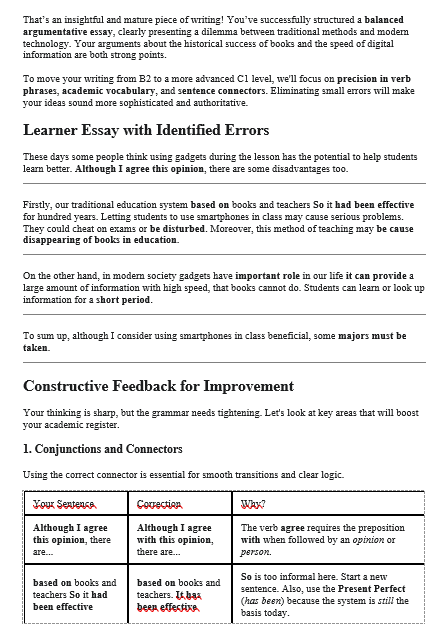 That's an insightful and mature piece of writing! You've successfully structured a balanced
argumentative essay, clearly presenting a dilemma between traditional methods and modern
technology. Your arguments about the historical success of books and the speed of digital
information are both strong points.
To move your writing from B2 to a more advanced C1 level, we'll focus on precision in verb
phrases, academic vocabulary, and sentence connectors. Eliminating small errors will make
your ideas sound more sophisticated and authoritative.
Learner Essay with Identified Errors
These days some people think using gadgets during the lesson has the potential to help students
learn better. Although I agree this opinion, there are some disadvantages too.
Firstly, our traditional education system based on books and teachers So it had been effective
for hundred years. Letting students to use smartphones in class may cause serious problems.
They could cheat on exams or be disturbed. Moreover, this method of teaching may be cause
disappearing of books in education.
On the other hand, in modern society gadgets have important role in our life it can provide a
large amount of information with high speed, that books cannot do. Students can learn or look up
information for a short period.
To sum up, although I consider using smartphones in class beneficial, some majors must be
taken.
Constructive Feedback for Improvement
Your thinking is sharp, but the grammar needs tightening. Let's look at key areas that will boost
your academic register.
1. Conjunctions and Connectors
Using the correct connector is essential for smooth transitions and clear logic.
Your Sentence Correction Why?
Although I agree Although I agree The verb agree requires the preposition
this opinion, there with this opinion, with when followed by an opinion or
are... there are... person.
based on books and based on books and So is too informal here. Start a new
teachers So it had teachers. It has sentence. Also, use the Present Perfect
been effective been effective (has been) because the system is still the
basis today.